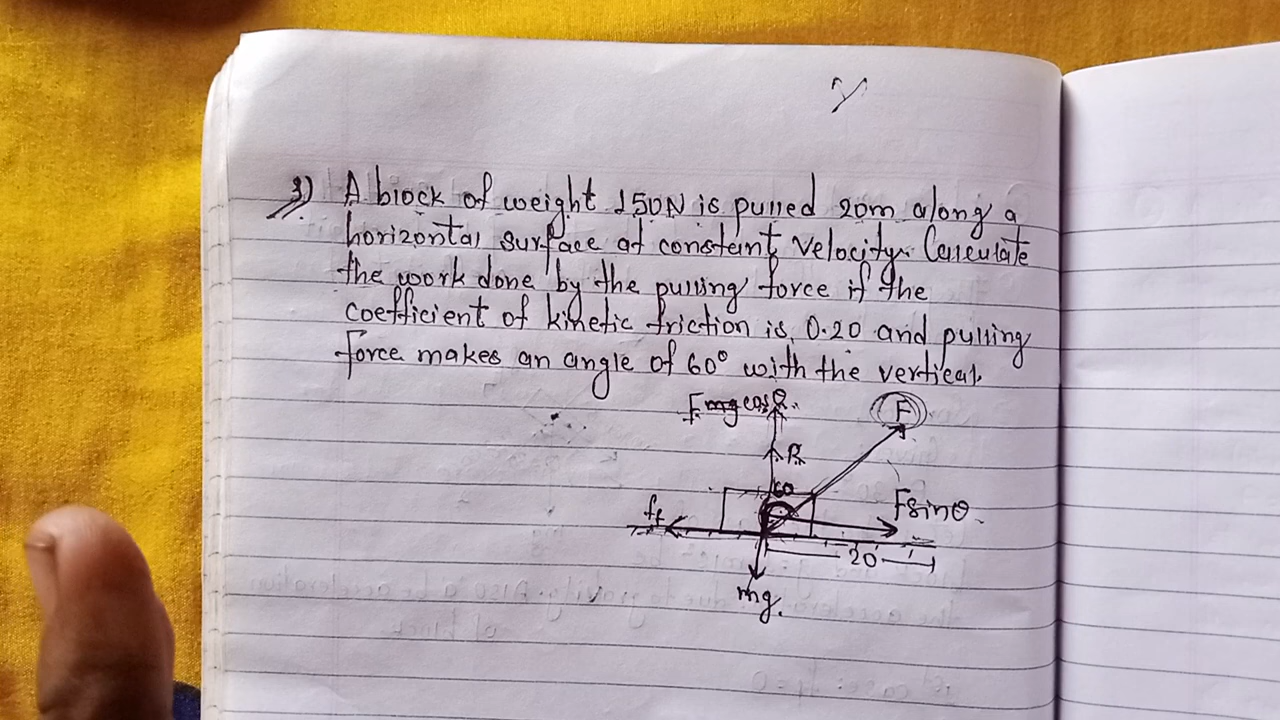 3) A block of weight 150N is pulled 20m along a
horizontal surface at constant velocity. Calculate
the work done by the pulling force if the
coefficient of kinetic friction is 0.20 and pulling
force makes an angle of 60° with the vertical.
F cosθ
F
R
60
ff
Fsinθ
20
mg.